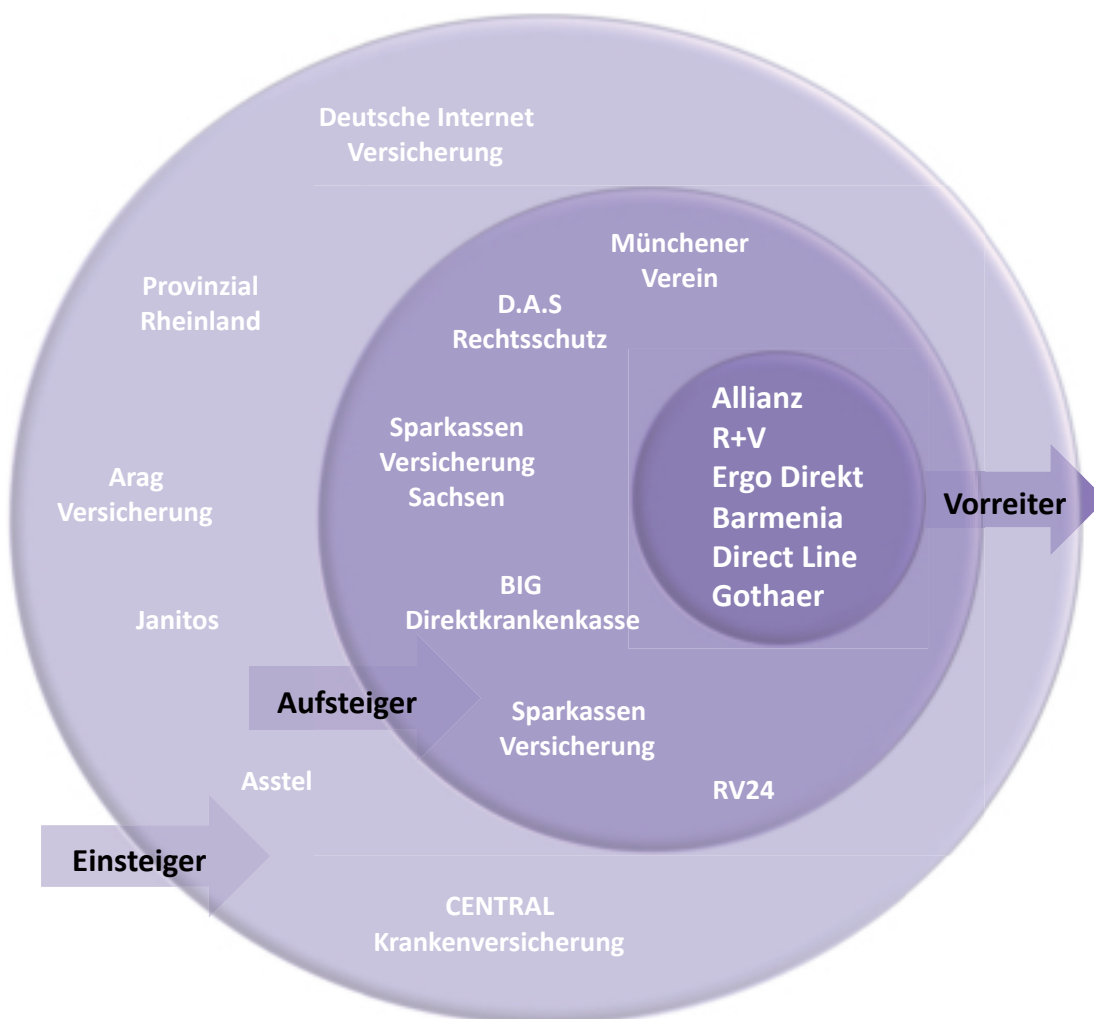 Deutsche Internet
Versicherung
Münchener
Verein
Provinzial
Rheinland
D.A.S
Rechtsschutz
Allianz
R+V
Ergo Direkt
Barmenia
Direct Line
Gothaer
Sparkassen
Versicherung
Sachsen
Arag
Versicherung
Vorreiter
BIG
Direktkrankenkasse
Janitos
Aufsteiger
Sparkassen
Versicherung
Asstel
RV24
Einsteiger
CENTRAL
Krankenversicherung